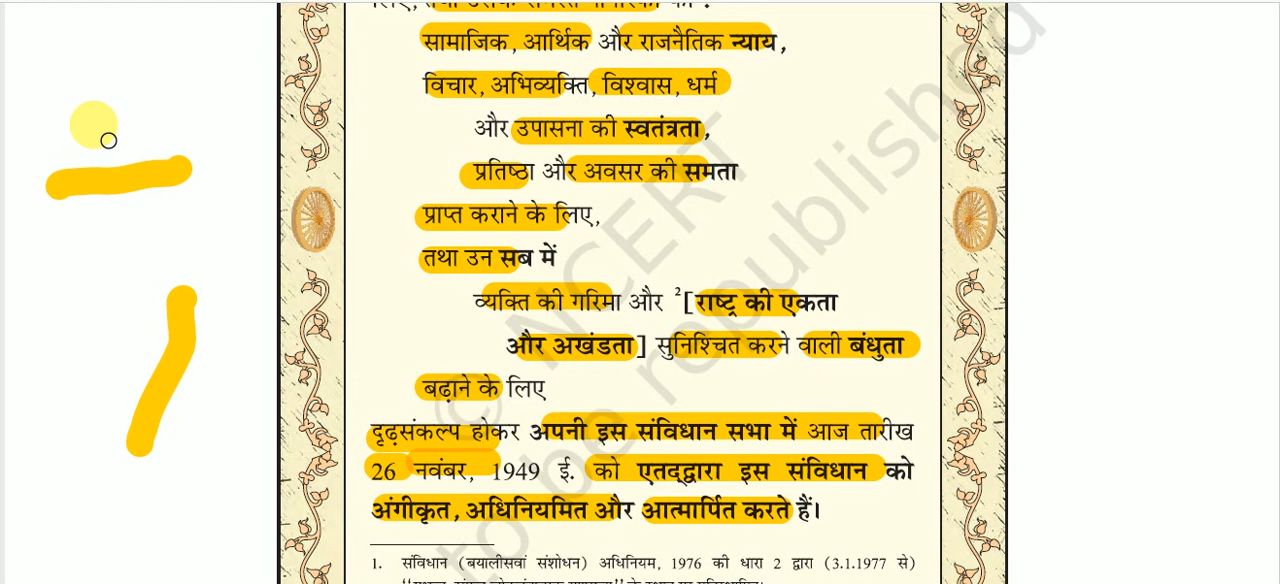 सामाजिक, आर्थिक और राजनैतिक न्याय,
विचार, अभिव्यक्ति, विश्वास, धर्म
और उपासना की स्वतंत्रता,
प्रतिष्ठा और अवसर की समता
प्राप्त कराने के लिए,
तथा उन सब में
व्यक्ति की गरिमा और ²[राष्ट्र की एकता
और अखंडता] सुनिश्चित करने वाली बंधुता
बढ़ाने के लिए
दृढ़संकल्प होकर अपनी इस संविधान सभा में आज तारीख
26 नवंबर, 1949 ई. को एतद्द्वारा इस संविधान को
अंगीकृत, अधिनियमित और आत्मार्पित करते हैं।
1. संविधान (बयालीसवां संशोधन) अधिनियम, 1976 की धारा 2 द्वारा (3.1.1977 से)
© NCERT
to be republished